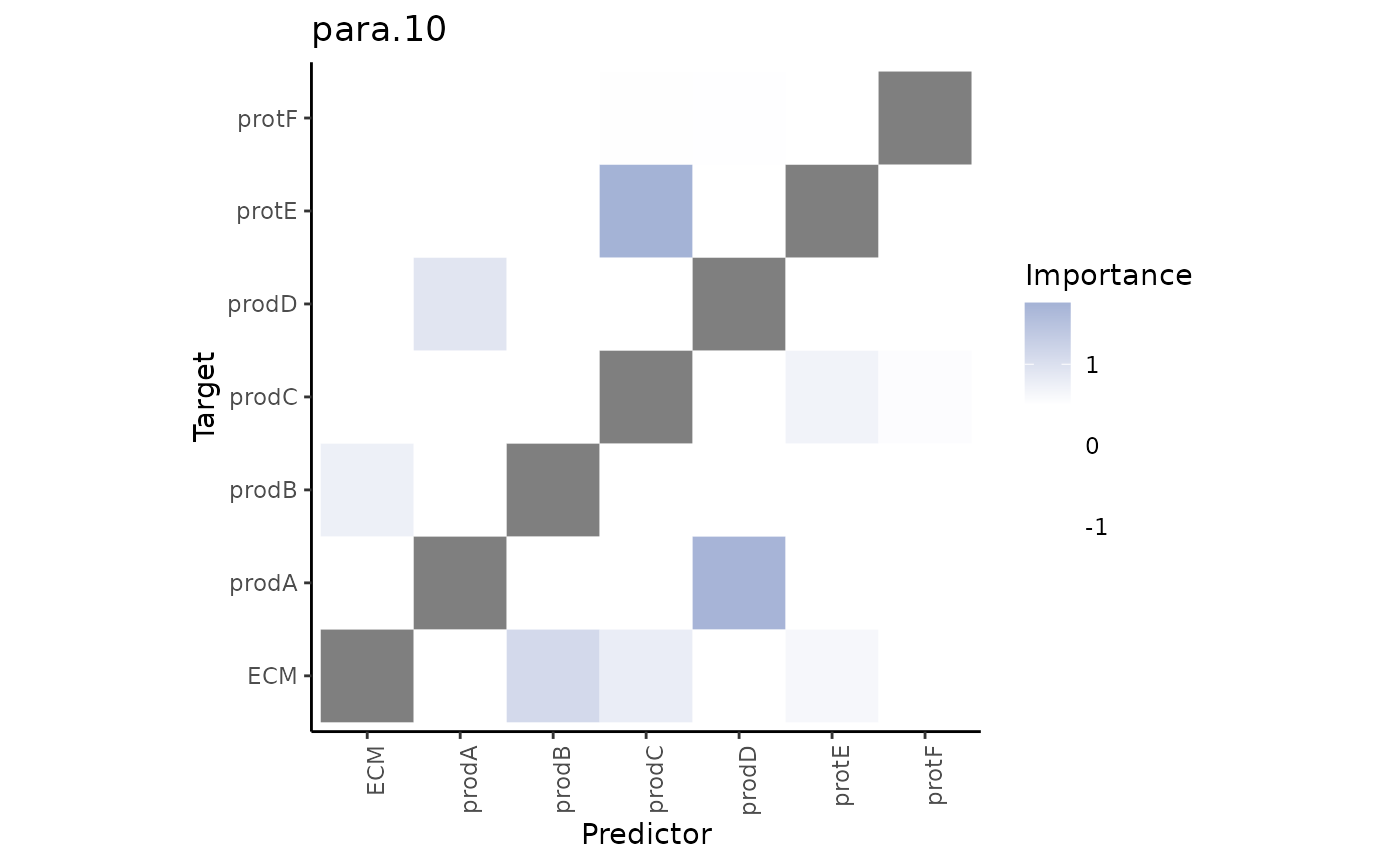 para.10
protF
protE
prodD
prodC
prodB
prodA
ECM
Target
ECM
prodA
prodB
prodC
prodD
protE
protF
Predictor
Importance
1
0
-1